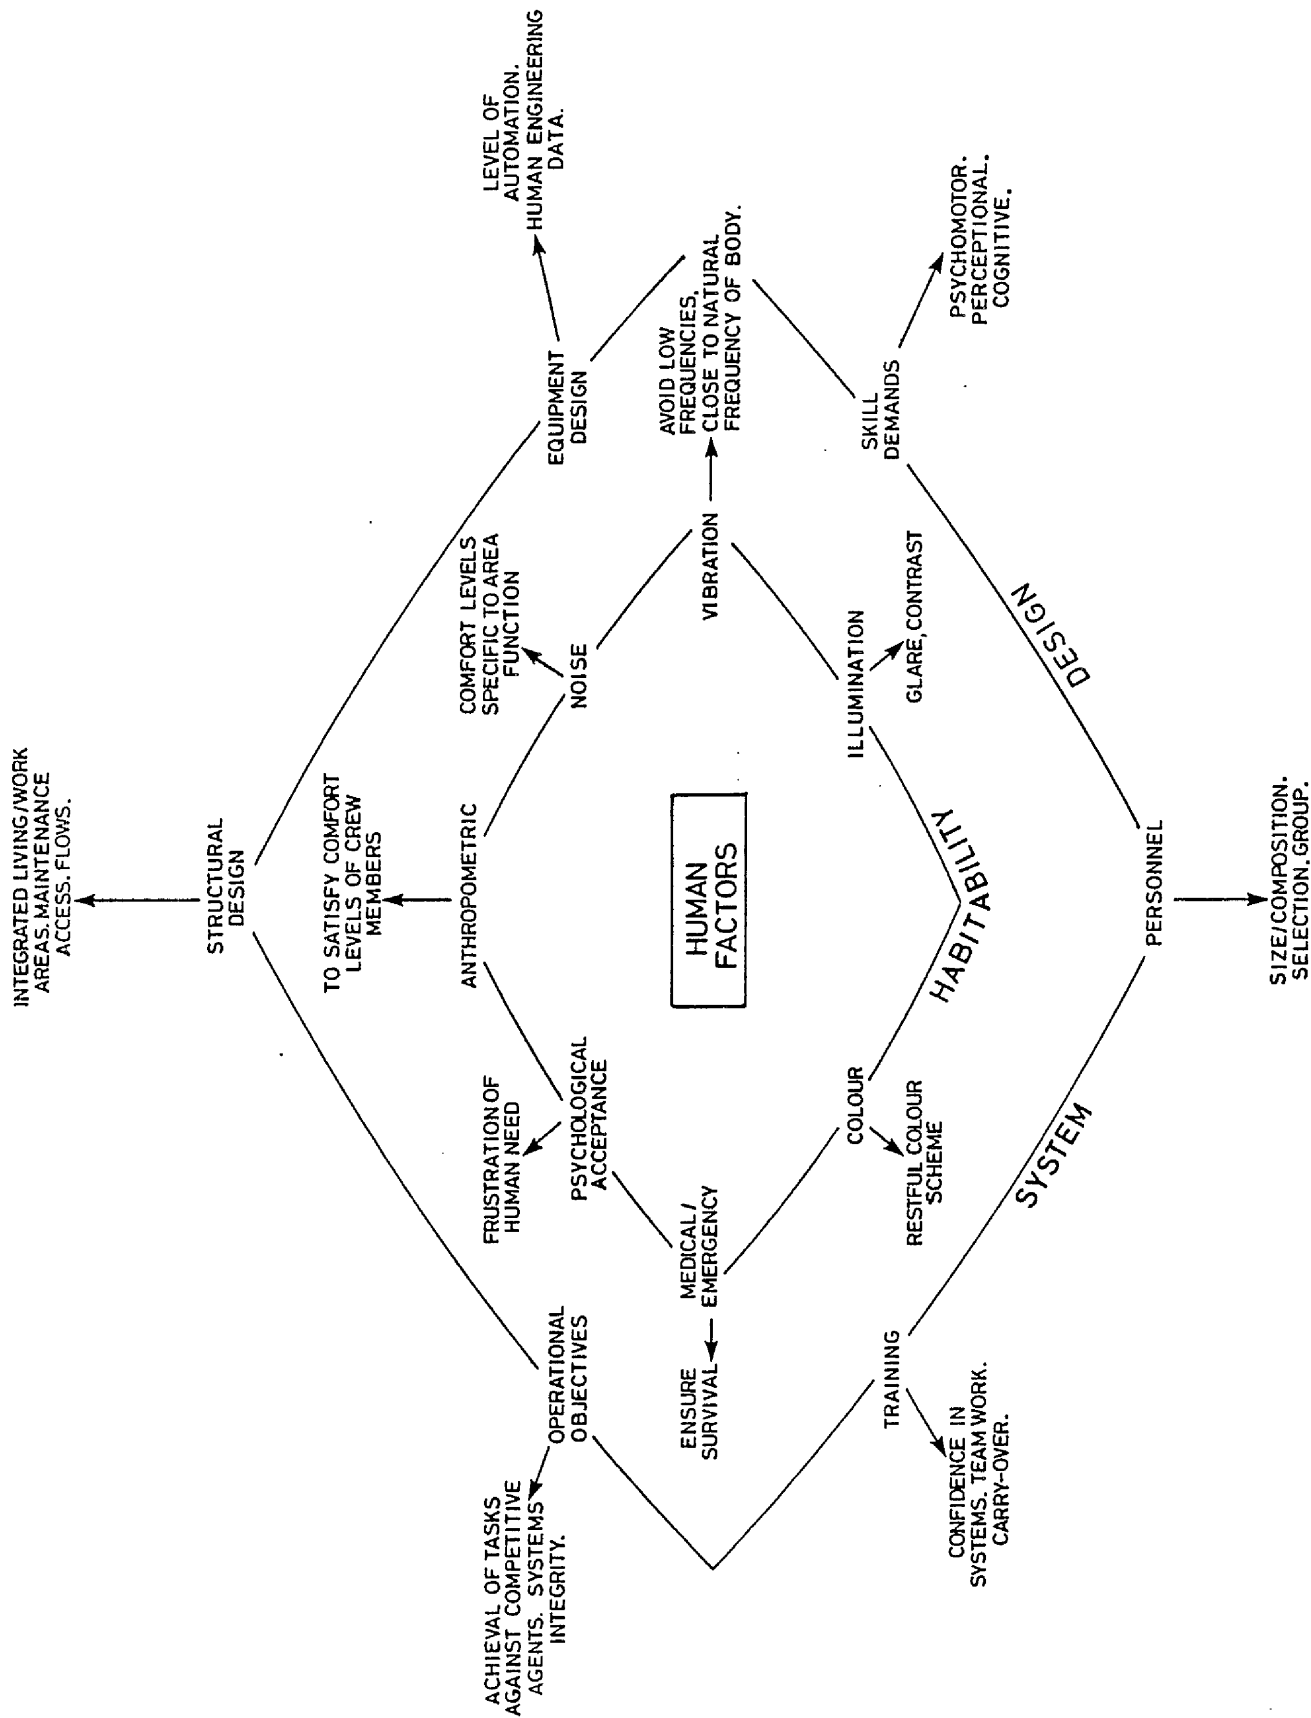 INTEGRATED LIVING/WORK
AREAS. MAINTENANCE
ACCESS. FLOWS.
STRUCTURAL
DESIGN
TO SATISFY COMFORT
LEVELS OF CREW
MEMBERS
ANTHROPOMETRIC
ACHIEVAL OF TASKS
AGAINST COMPETITIVE
AGENTS. SYSTEMS
INTEGRITY.
OPERATIONAL
OBJECTIVES
FRUSTRATION OF
HUMAN NEED
PSYCHOLOGICAL
ACCEPTANCE
COMFORT LEVELS
SPECIFIC TO AREA
FUNCTION
NOISE
EQUIPMENT
DESIGN
LEVEL OF
AUTOMATION.
HUMAN ENGINEERING
DATA.
ENSURE
SURVIVAL
MEDICAL/
EMERGENCY
HUMAN
FACTORS
VIBRATION
AVOID LOW
FREQUENCIES,
CLOSE TO NATURAL
FREQUENCY OF BODY.
COLOUR
RESTFUL COLOUR
SCHEME
HABITABILITY
ILLUMINATION
GLARE, CONTRAST
SKILL
DEMANDS
PSYCHOMOTOR.
PERCEPTIONAL.
COGNITIVE.
TRAINING
CONFIDENCE IN
SYSTEMS. TEAM WORK.
CARRY-OVER.
SYSTEM
DESIGN
PERSONNEL
SIZE/COMPOSITION.
SELECTION. GROUP.